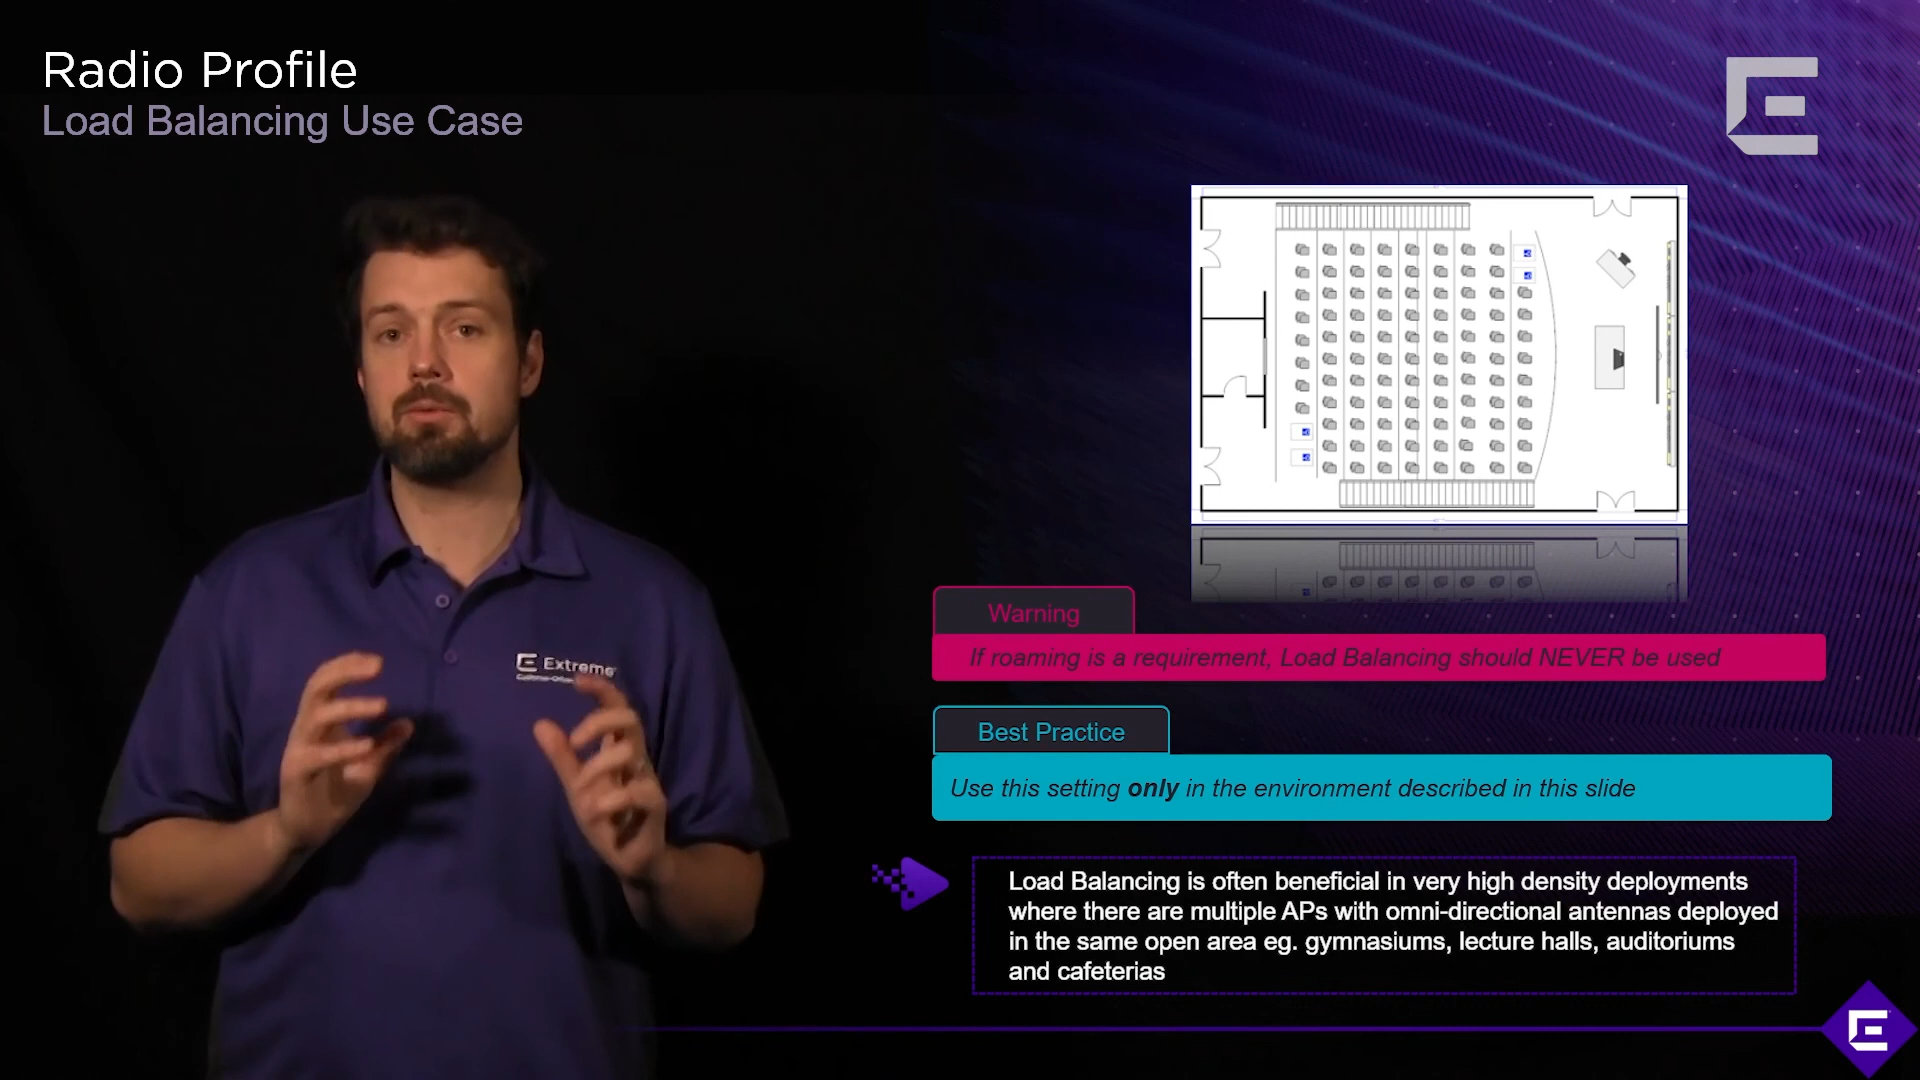 Radio Profile
Load Balancing Use Case
Extreme
Warning
If roaming is a requirement, Load Balancing should NEVER be used
Best Practice
Use this setting only in the environment described in this slide
Load Balancing is often beneficial in very high density deployments
where there are multiple APs with omni-directional antennas deployed
in the same open area eg. gymnasiums, lecture halls, auditoriums
and cafeterias